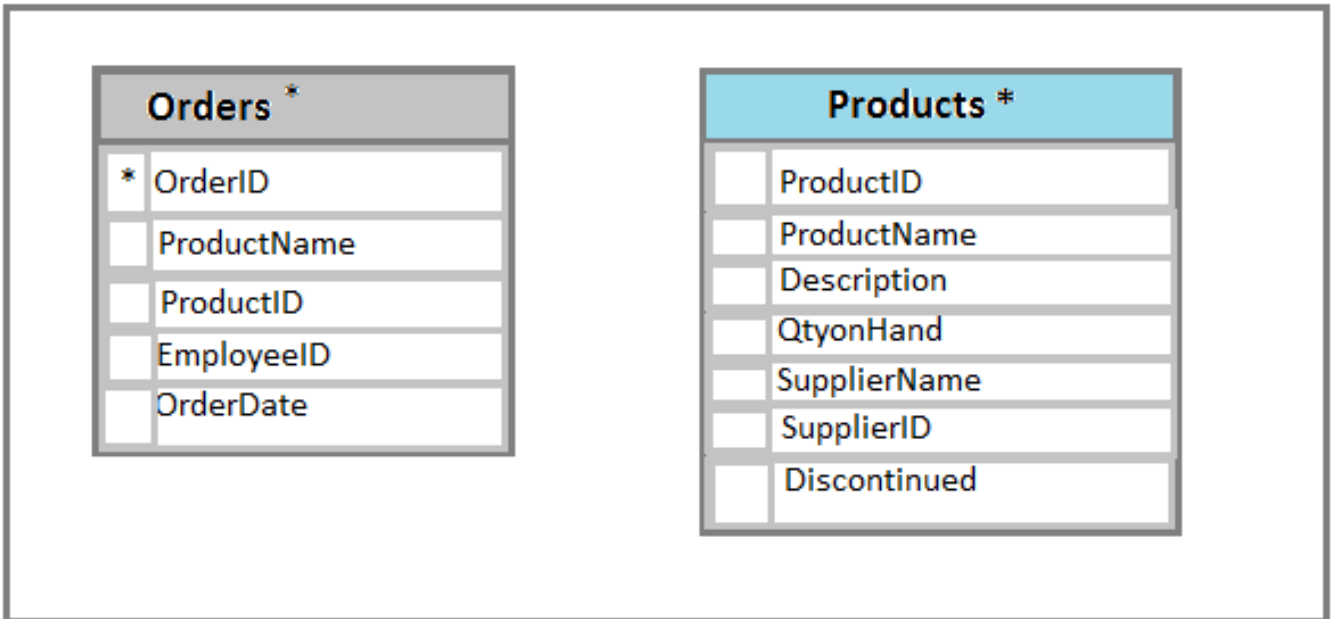 Orders *
* OrderID
ProductName
ProductID
EmployeeID
OrderDate
Products *
ProductID
ProductName
Description
QtyonHand
SupplierName
SupplierID
Discontinued